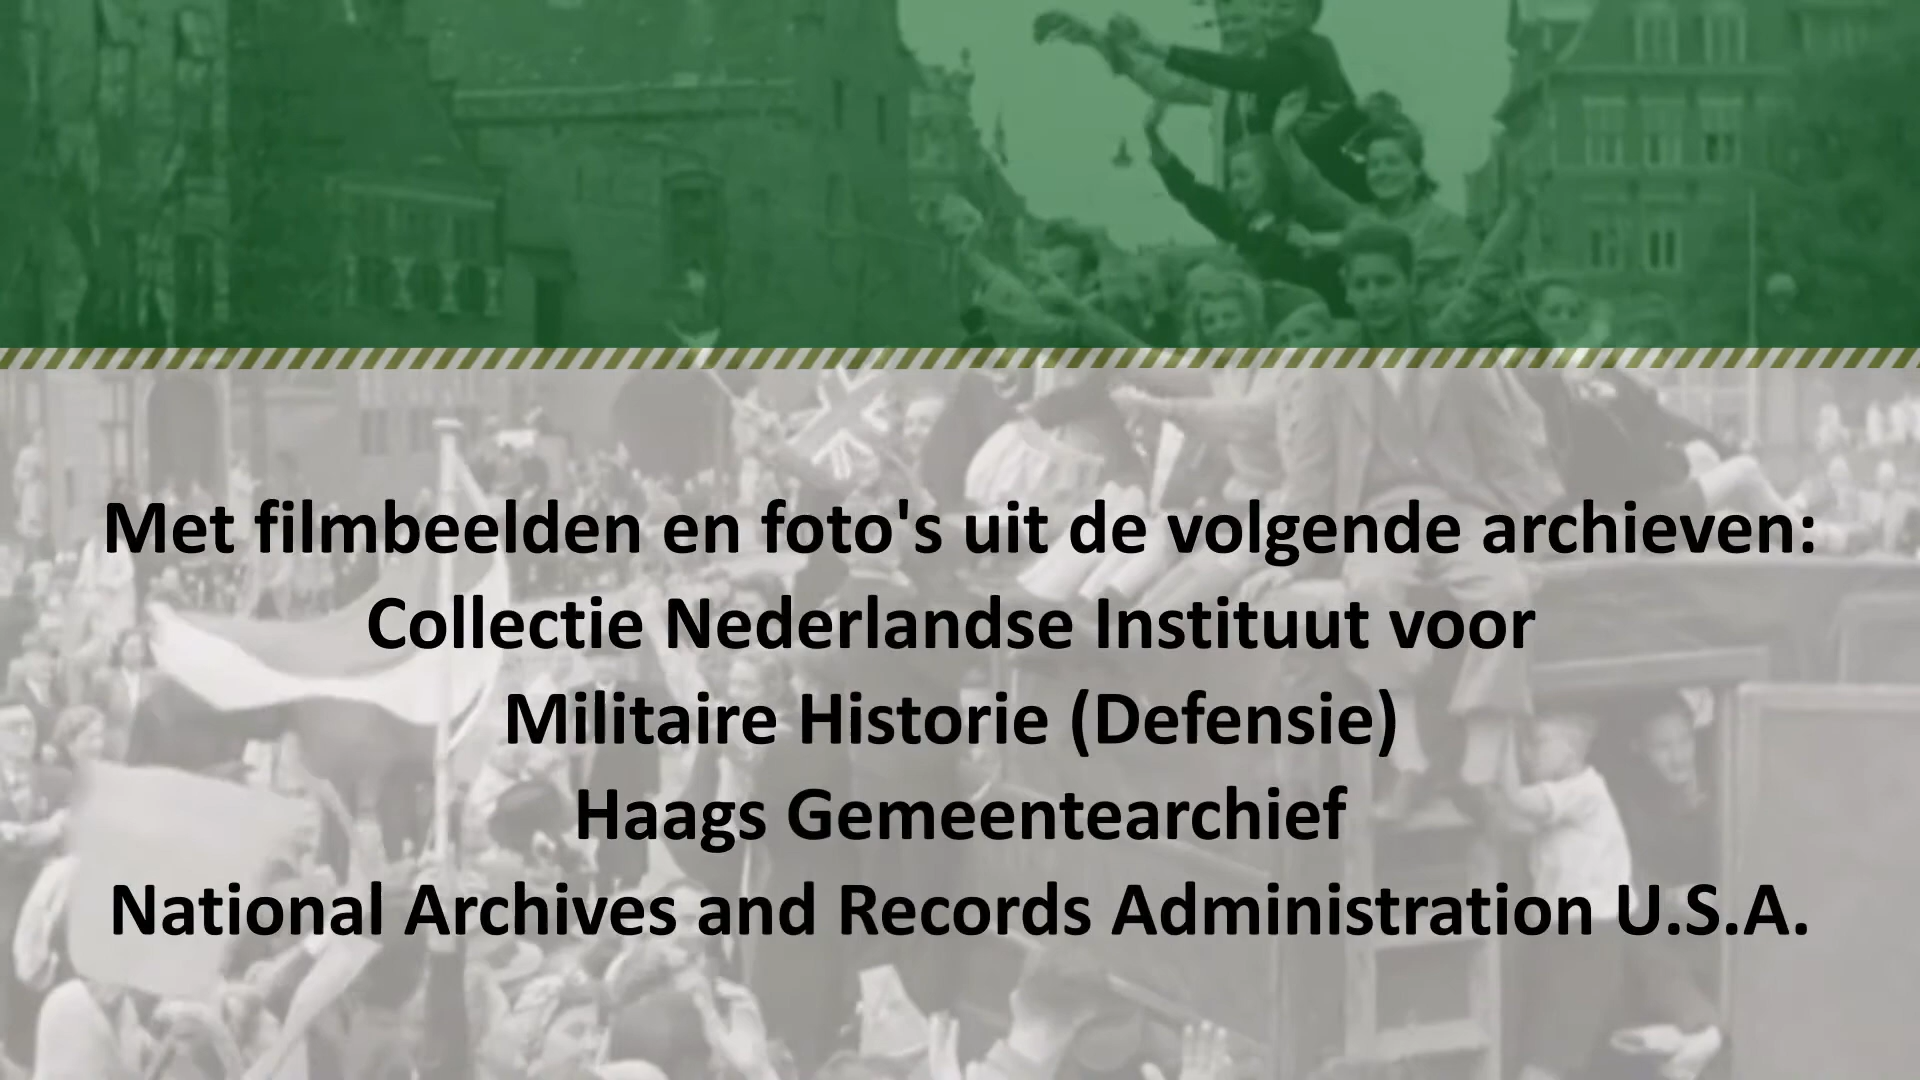 Met filmbeelden en foto's uit de volgende archieven:
Collectie Nederlandse Instituut voor
Militaire Historie (Defensie)
Haags Gemeentearchief
National Archives and Records Administration U.S.A.